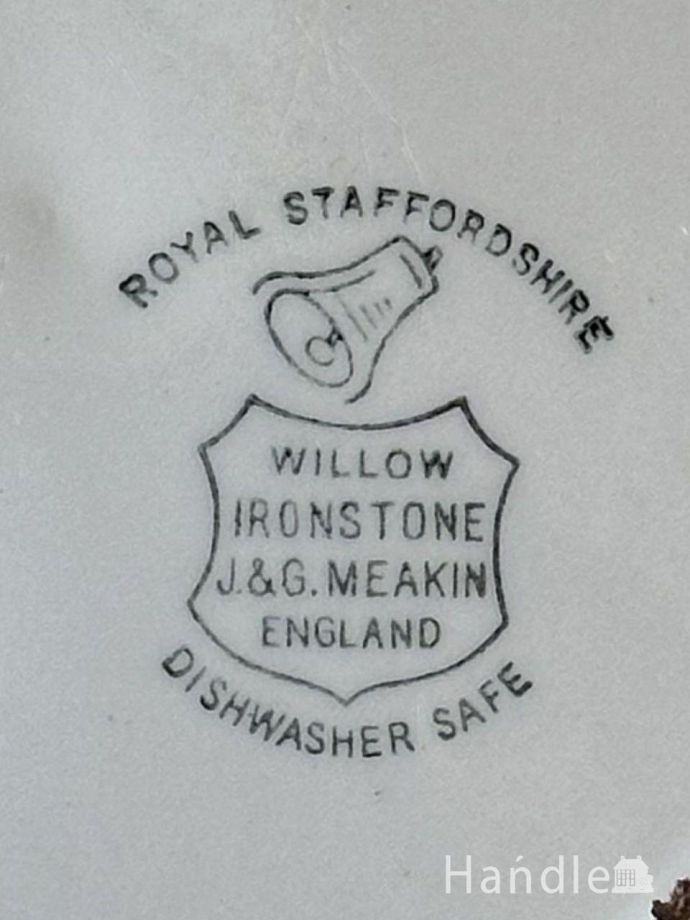 ROYAL STAFFORDSHIRE
WILLOW
IRONSTONE
J.&G. MEAKIN
ENGLAND
DISHWASHER SAFE
Handle